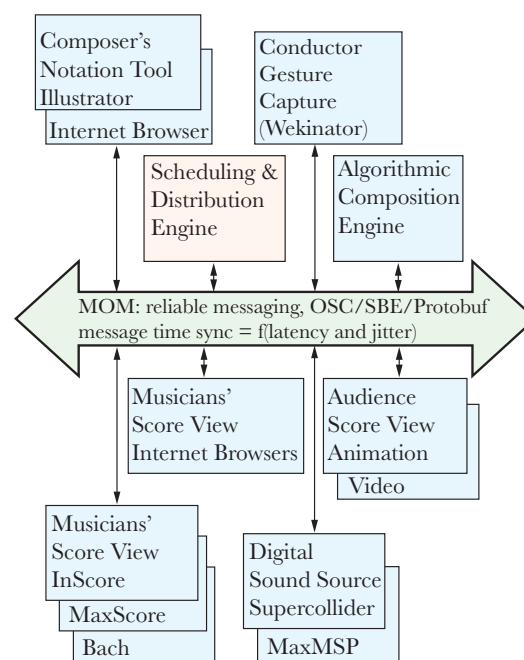 Composer's
Notation Tool
Illustrator
Internet Browser
Conductor
Gesture
Capture
(Wekinator)
Scheduling &
Distribution
Engine
Algorithmic
Composition
Engine
MOM: reliable messaging, OSC/SBE/Protobuf
message time sync = f(latency and jitter)
Musicians'
Score View
Internet Browsers
Audience
Score View
Animation
Video
Musicians'
Score View
InScore
MaxScore
Bach
Digital
Sound Source
Supercollider
MaxMSP